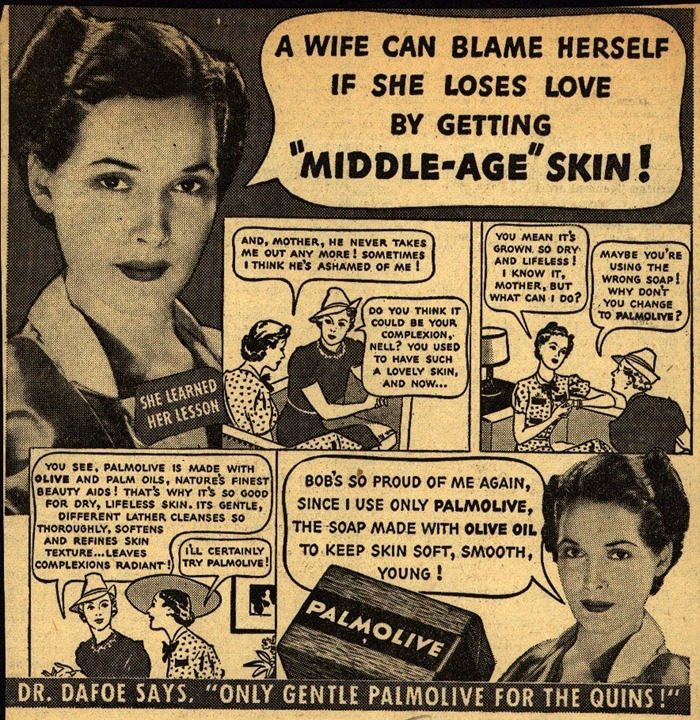 A WIFE CAN BLAME HERSELF
IF SHE LOSES LOVE
BY GETTING
"MIDDLE-AGE" SKIN!
SHE LEARNED
HER LESSON
AND, MOTHER, HE NEVER TAKES
ME OUT ANY MORE! SOMETIMES
I THINK HE'S ASHAMED OF ME!
DO YOU THINK IT
COULD BE YOUR
COMPLEXION,
NELL? YOU USED
TO HAVE SUCH
A LOVELY SKIN,
AND NOW...
YOU MEAN IT'S
GROWN SO DRY
AND LIFELESS!
I KNOW IT,
MOTHER, BUT
WHAT CAN I DO?
MAYBE YOU'RE
USING THE
WRONG SOAP!
WHY DON'T
YOU CHANGE
TO PALMOLIVE?
YOU SEE, PALMOLIVE IS MADE WITH
OLIVE AND PALM OILS, NATURE'S FINEST
BEAUTY AIDS! THAT'S WHY IT'S SO GOOD
FOR DRY, LIFELESS SKIN. ITS GENTLE,
DIFFERENT LATHER CLEANSES SO
THOROUGHLY, SOFTENS
AND REFINES SKIN
TEXTURE...LEAVES
COMPLEXIONS RADIANT!
I'LL CERTAINLY
TRY PALMOLIVE!
BOB'S SO PROUD OF ME AGAIN,
SINCE I USE ONLY PALMOLIVE,
THE SOAP MADE WITH OLIVE OIL
TO KEEP SKIN SOFT, SMOOTH,
YOUNG!
PALMOLIVE
DR. DAFOE SAYS, "ONLY GENTLE PALMOLIVE FOR THE QUINS!"